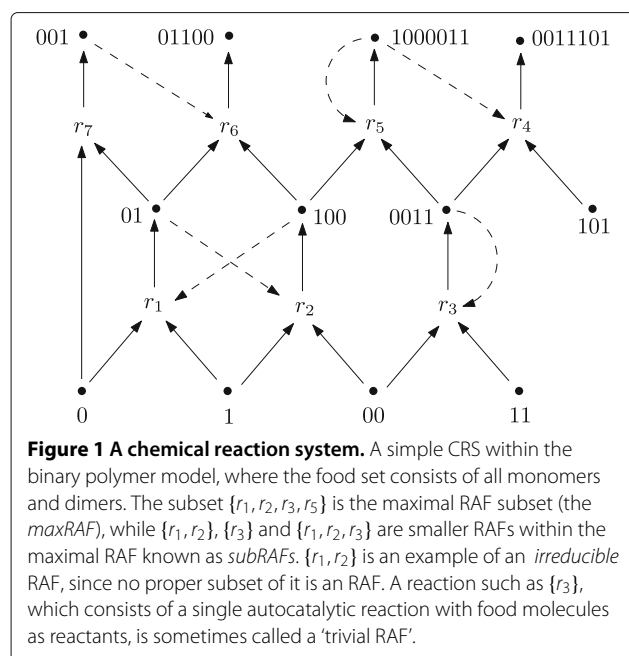 001 01100 1000011 0011101
r7 r6 r5 r4
01 100 0011 101
r1 r2 r3
0 1 00 11
Figure 1 A chemical reaction system. A simple CRS within the
binary polymer model, where the food set consists of all monomers
and dimers. The subset {r1, r2, r3, r5} is the maximal RAF subset (the
maxRAF), while {r1, r2}, {r3} and {r1, r2, r3} are smaller RAFs within the
maximal RAF known as subRAFs. {r1, r2} is an example of an irreducible
RAF, since no proper subset of it is an RAF. A reaction such as {r3},
which consists of a single autocatalytic reaction with food molecules
as reactants, is sometimes called a ‘trivial RAF’.